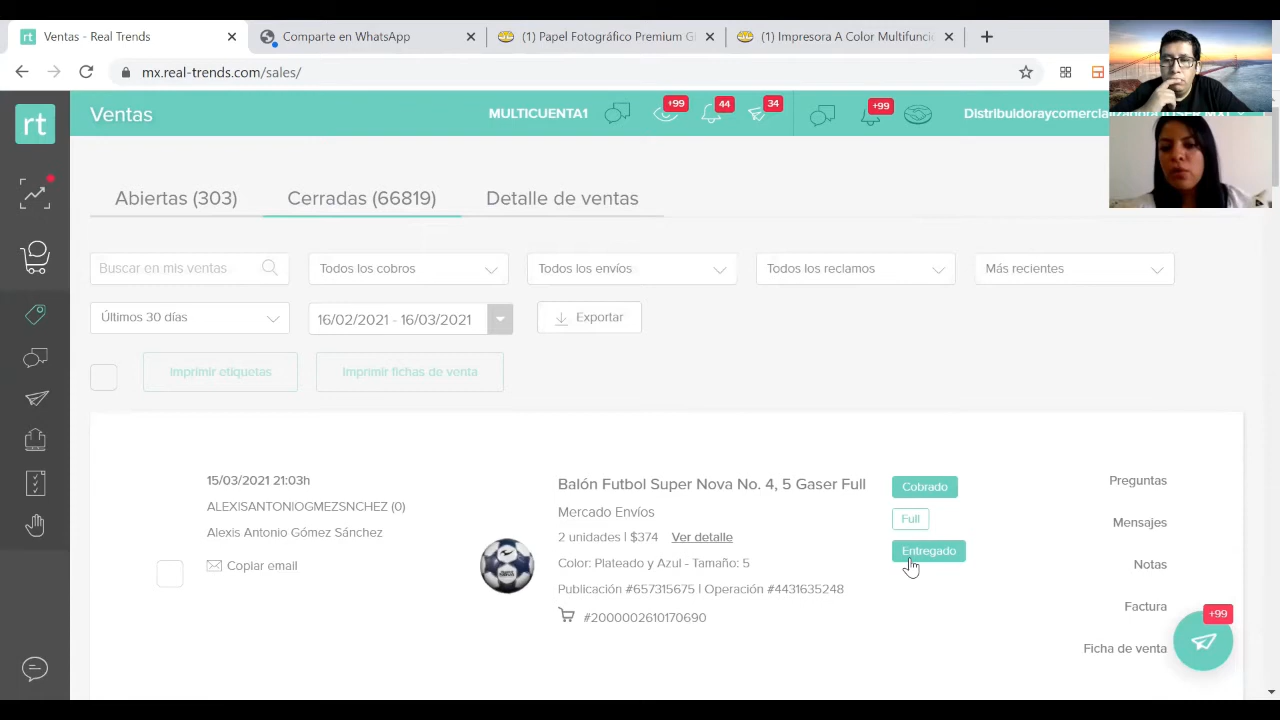 Ventas - Real Trends
Comparte en WhatsApp
(1) Papel Fotográfico Premium G
(1) Impresora A Color Multifunci
mx.real-trends.com/sales/
rt
Ventas
MULTICUENTA1
+99
44
34
+99
Abiertas (303)
Cerradas (66819)
Detalle de ventas
Buscar en mis ventas
Todos los cobros
Todos los envíos
Todos los reclamos
Más recientes
Últimos 30 días
16/02/2021 - 16/03/2021
Exportar
Imprimir etiquetas
Imprimir fichas de venta
15/03/2021 21:03h
ALEXISANTONIOGMEZSNCHEZ (0)
Alexis Antonio Gómez Sánchez
Copiar email
Balón Futbol Super Nova No. 4, 5 Gaser Full
Mercado Envíos
2 unidades | $374 Ver detalle
Color: Plateado y Azul - Tamaño: 5
Publicación #657315675 | Operación #4431635248
#2000002610170690
Cobrado
Full
Entregado
Preguntas
Mensajes
Notas
Factura
Ficha de venta
+99